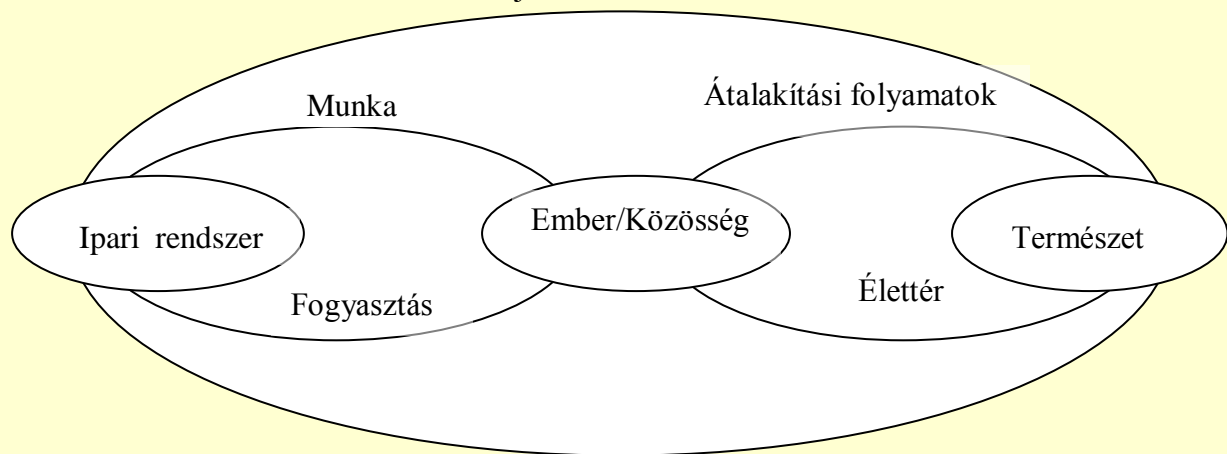 Munka
Átalakítási folyamatok
Ipari rendszer
Ember/Közösség
Természet
Fogyasztás
Élettér